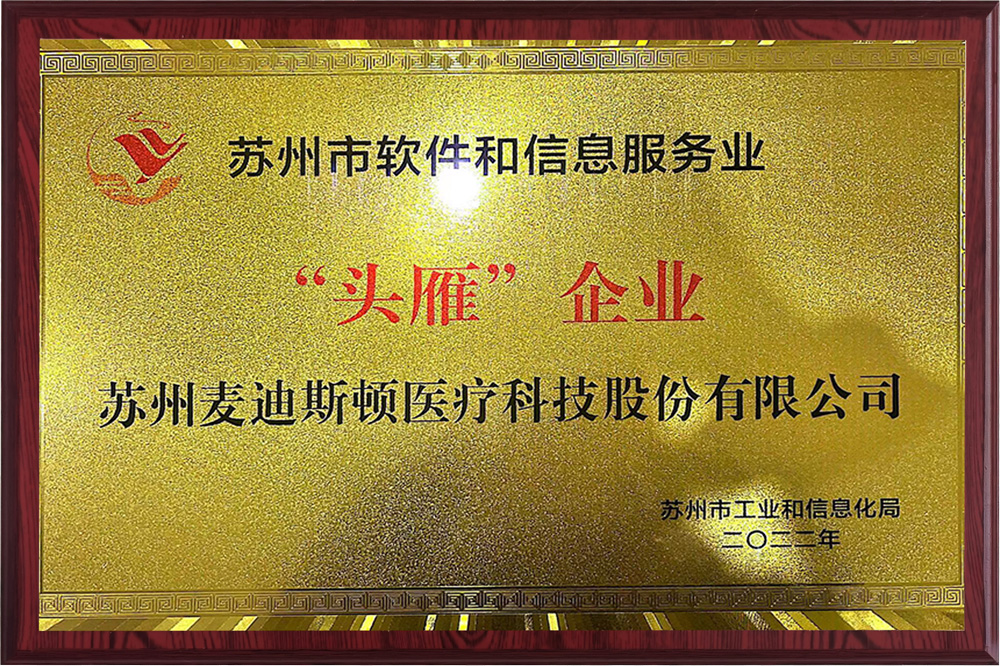 苏州市软件和信息服务业
“头雁”企业
苏州麦迪斯顿医疗科技股份有限公司
苏州市工业和信息化局
二〇二二年